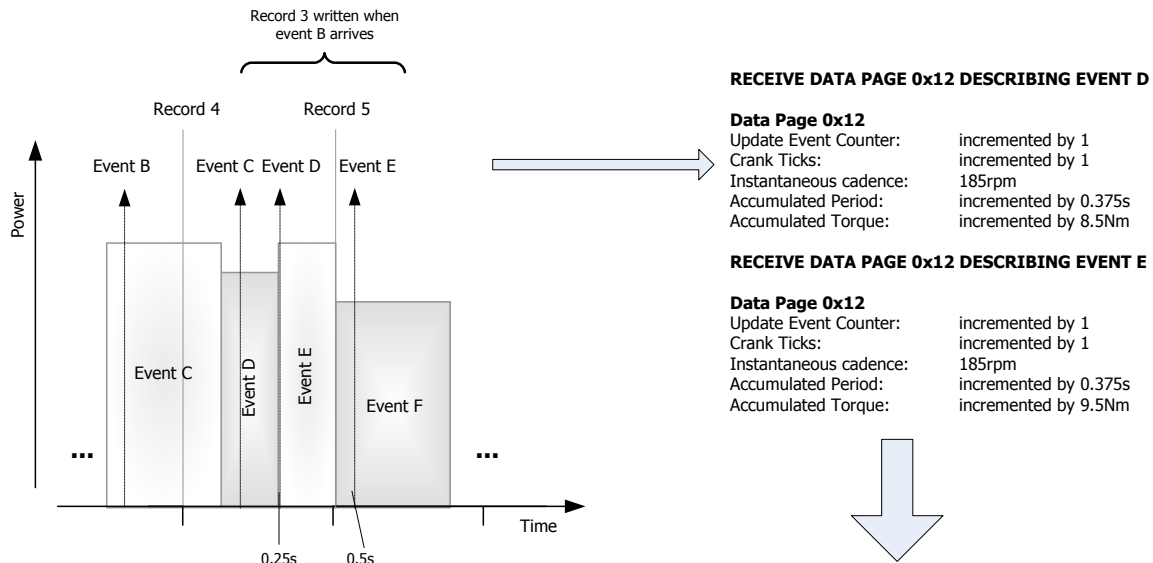 Record 3 written when
event B arrives
Record 4
Record 5
Event B
Event C
Event D
Event E
Power
Event C
Event D
Event E
Event F
...
...
Time
0.25s
0.5s
RECEIVE DATA PAGE 0x12 DESCRIBING EVENT D
Data Page 0x12
Update Event Counter: incremented by 1
Crank Ticks: incremented by 1
Instantaneous cadence: 185rpm
Accumulated Period: incremented by 0.375s
Accumulated Torque: incremented by 8.5Nm
RECEIVE DATA PAGE 0x12 DESCRIBING EVENT E
Data Page 0x12
Update Event Counter: incremented by 1
Crank Ticks: incremented by 1
Instantaneous cadence: 185rpm
Accumulated Period: incremented by 0.375s
Accumulated Torque: incremented by 9.5Nm